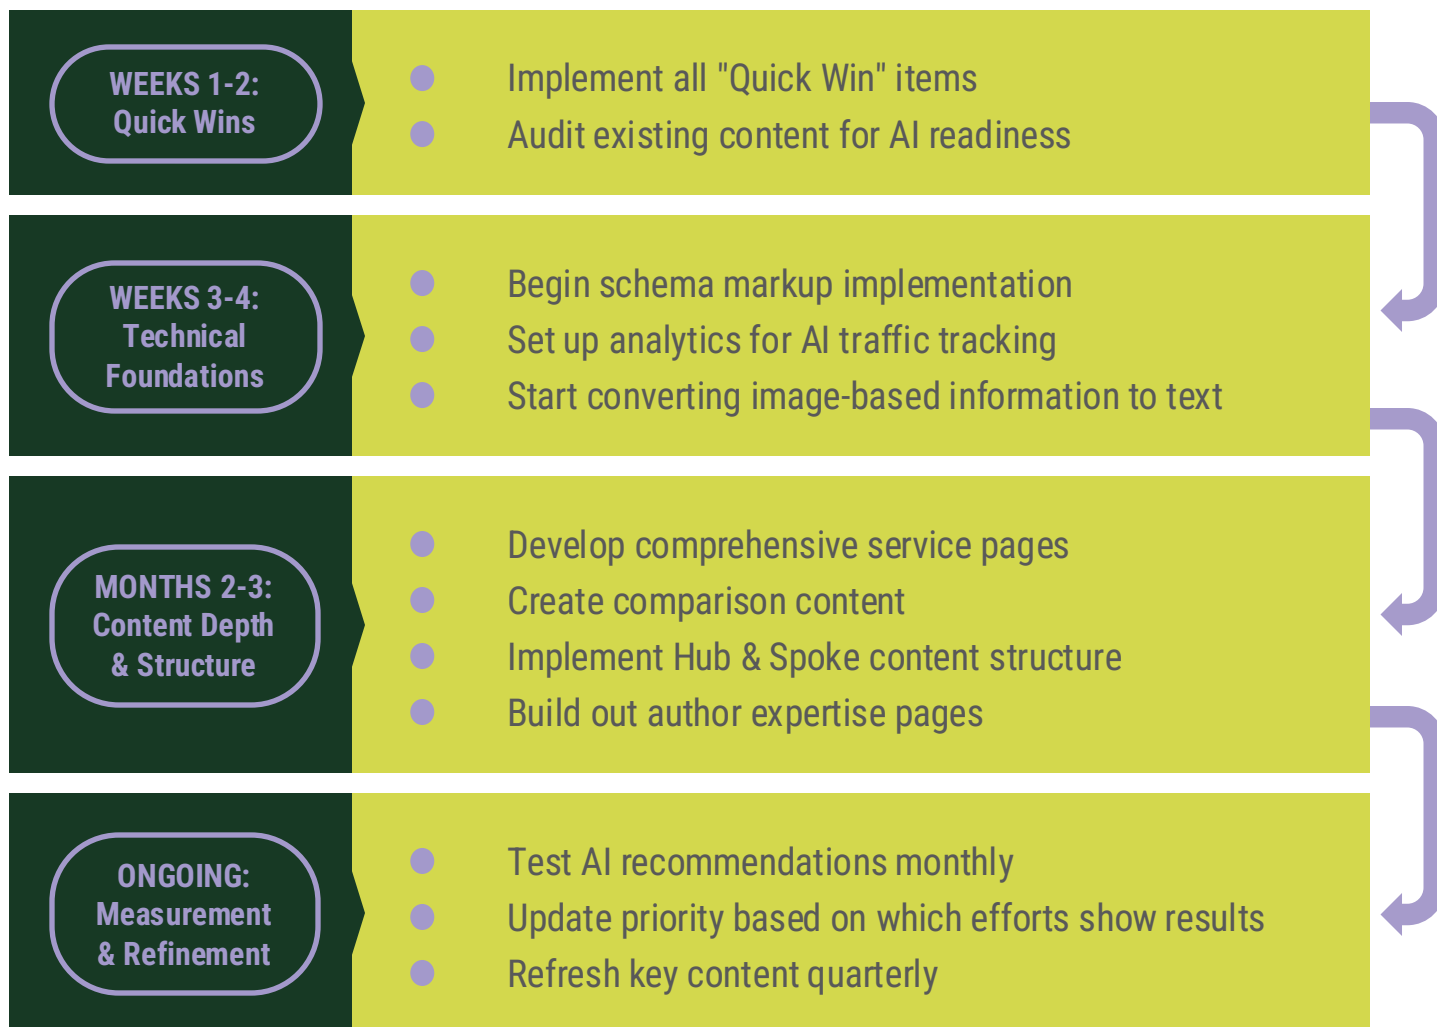 WEEKS 1-2:
Quick Wins
Implement all "Quick Win" items
Audit existing content for AI readiness
WEEKS 3-4:
Technical
Foundations
Begin schema markup implementation
Set up analytics for AI traffic tracking
Start converting image-based information to text
MONTHS 2-3:
Content Depth
& Structure
Develop comprehensive service pages
Create comparison content
Implement Hub & Spoke content structure
Build out author expertise pages
ONGOING:
Measurement
& Refinement
Test AI recommendations monthly
Update priority based on which efforts show results
Refresh key content quarterly